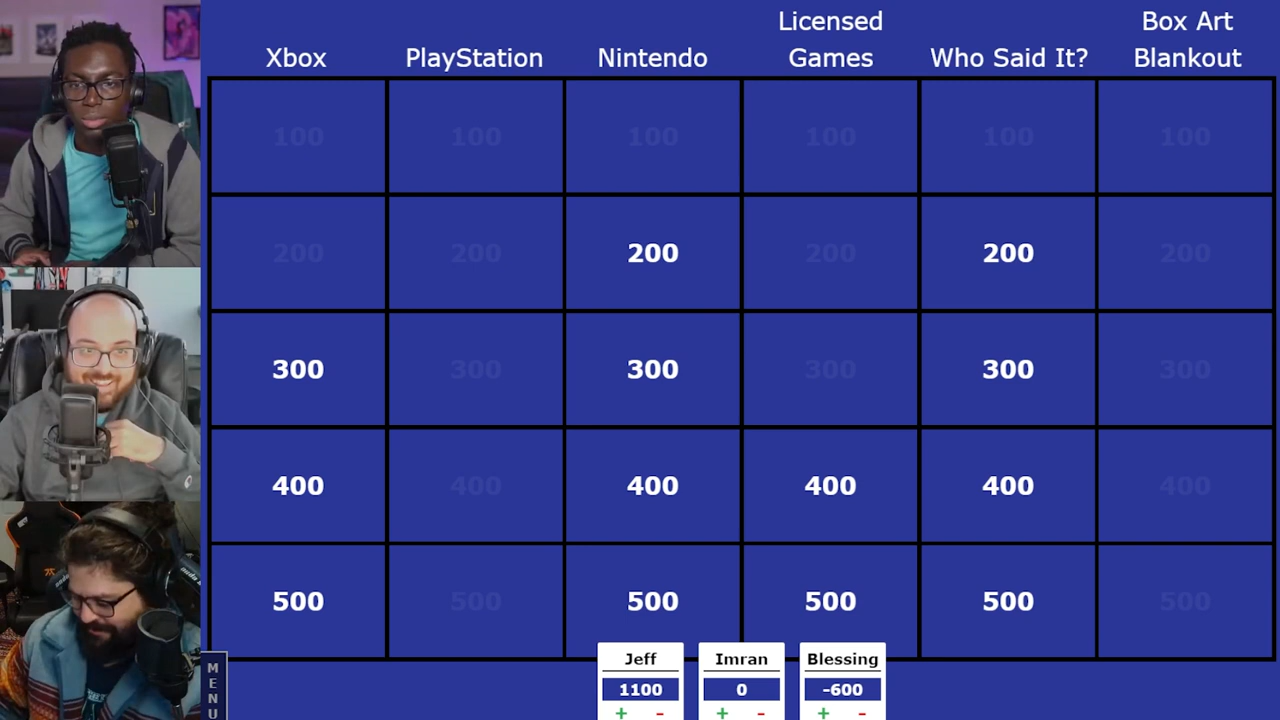 Xbox
PlayStation
Nintendo
Licensed
Games
Who Said It?
Box Art
Blankout
100 100 100 100 100 100
200 200 200 200 200 200
300 300 300 300 300 300
400 400 400 400 400 400
500 500 500 500 500 500
MENU
Jeff
1100
+ -
Imran
0
+ -
Blessing
-600
+ -